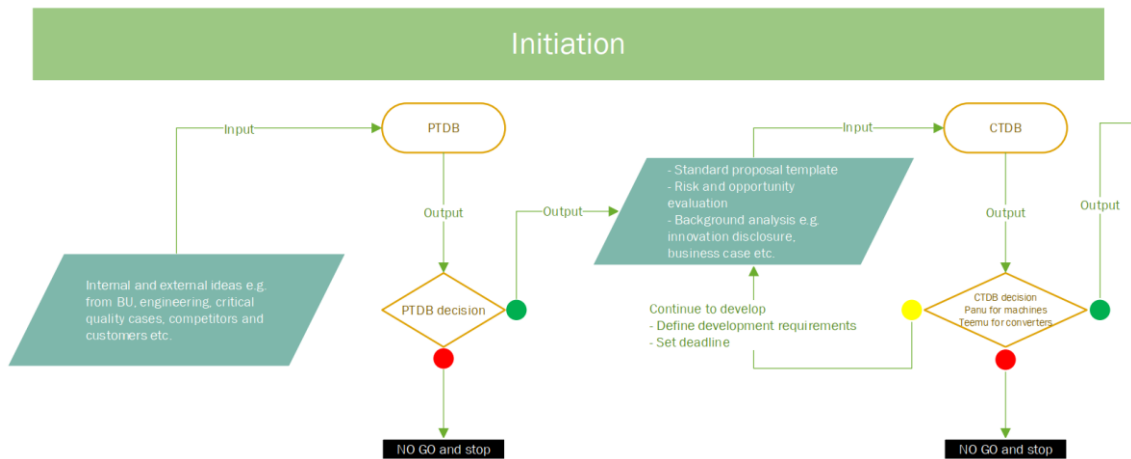 Initiation
Input
PTDB
Input
CTDB
- Standard proposal template
- Risk and opportunity
evaluation
- Background analysis e.g.
innovation disclosure,
business case etc.
Output
Output
Output
Output
Internal and external ideas e.g.
from BU, engineering, critical
quality cases, competitors and
customers etc.
PTDB decision
Continue to develop
- Define development requirements
- Set deadline
CTDB decision
Panu for machines
Teemu for converters
NO GO and stop
NO GO and stop